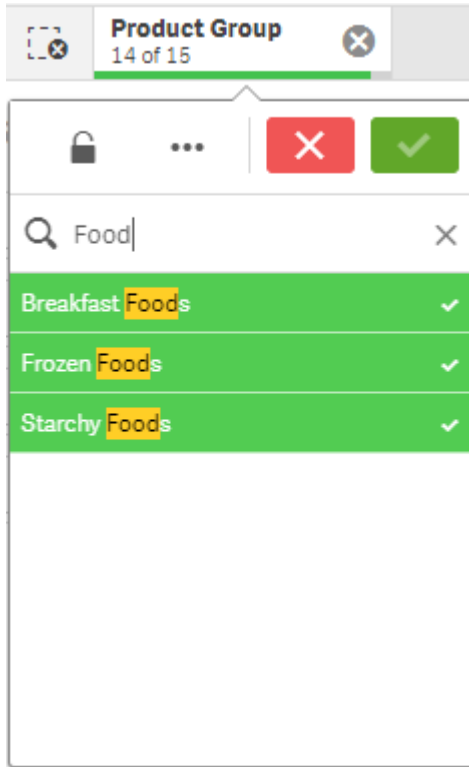 Product Group
14 of 15
Food
Breakfast Foods
Frozen Foods
Starchy Foods